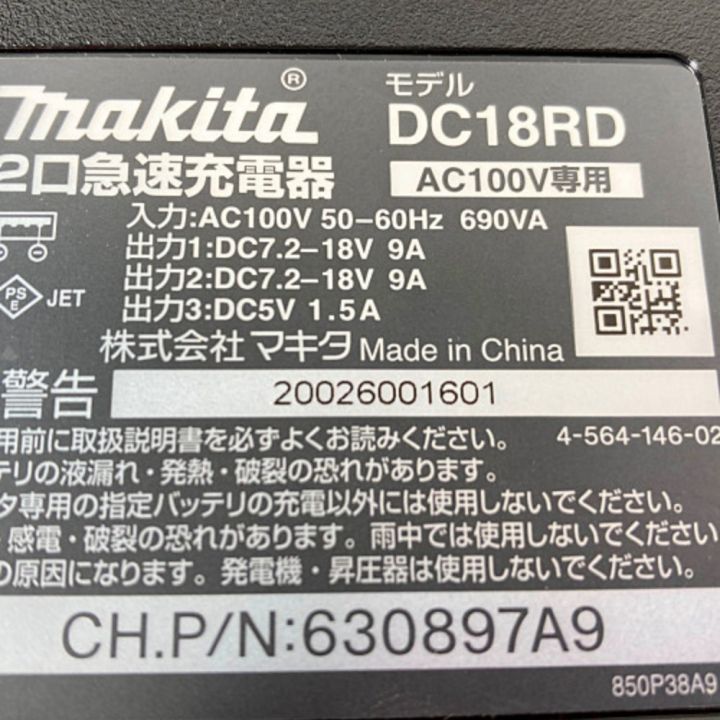 makita®
モデル
DC18RD
2口急速充電器
AC100V専用
入力:AC100V 50–60Hz 690VA
出力1:DC7.2–18V 9A
出力2:DC7.2–18V 9A
出力3:DC5V 1.5A
PS
E
JET
株式会社 マキタ Made in China
警告
20026001601
用前に取扱説明書を必ずよくお読みください。 4-564-146-02
テリの液漏れ・発熱・破裂の恐れがあります。
タ専用の指定バッテリの充電以外には使用しないでください。
・感電・破裂の恐れがあります。雨中では使用しないでください
の原因になります。発電機・昇圧器は使用しないでください。
CH.P/N:630897A9
850P38A9